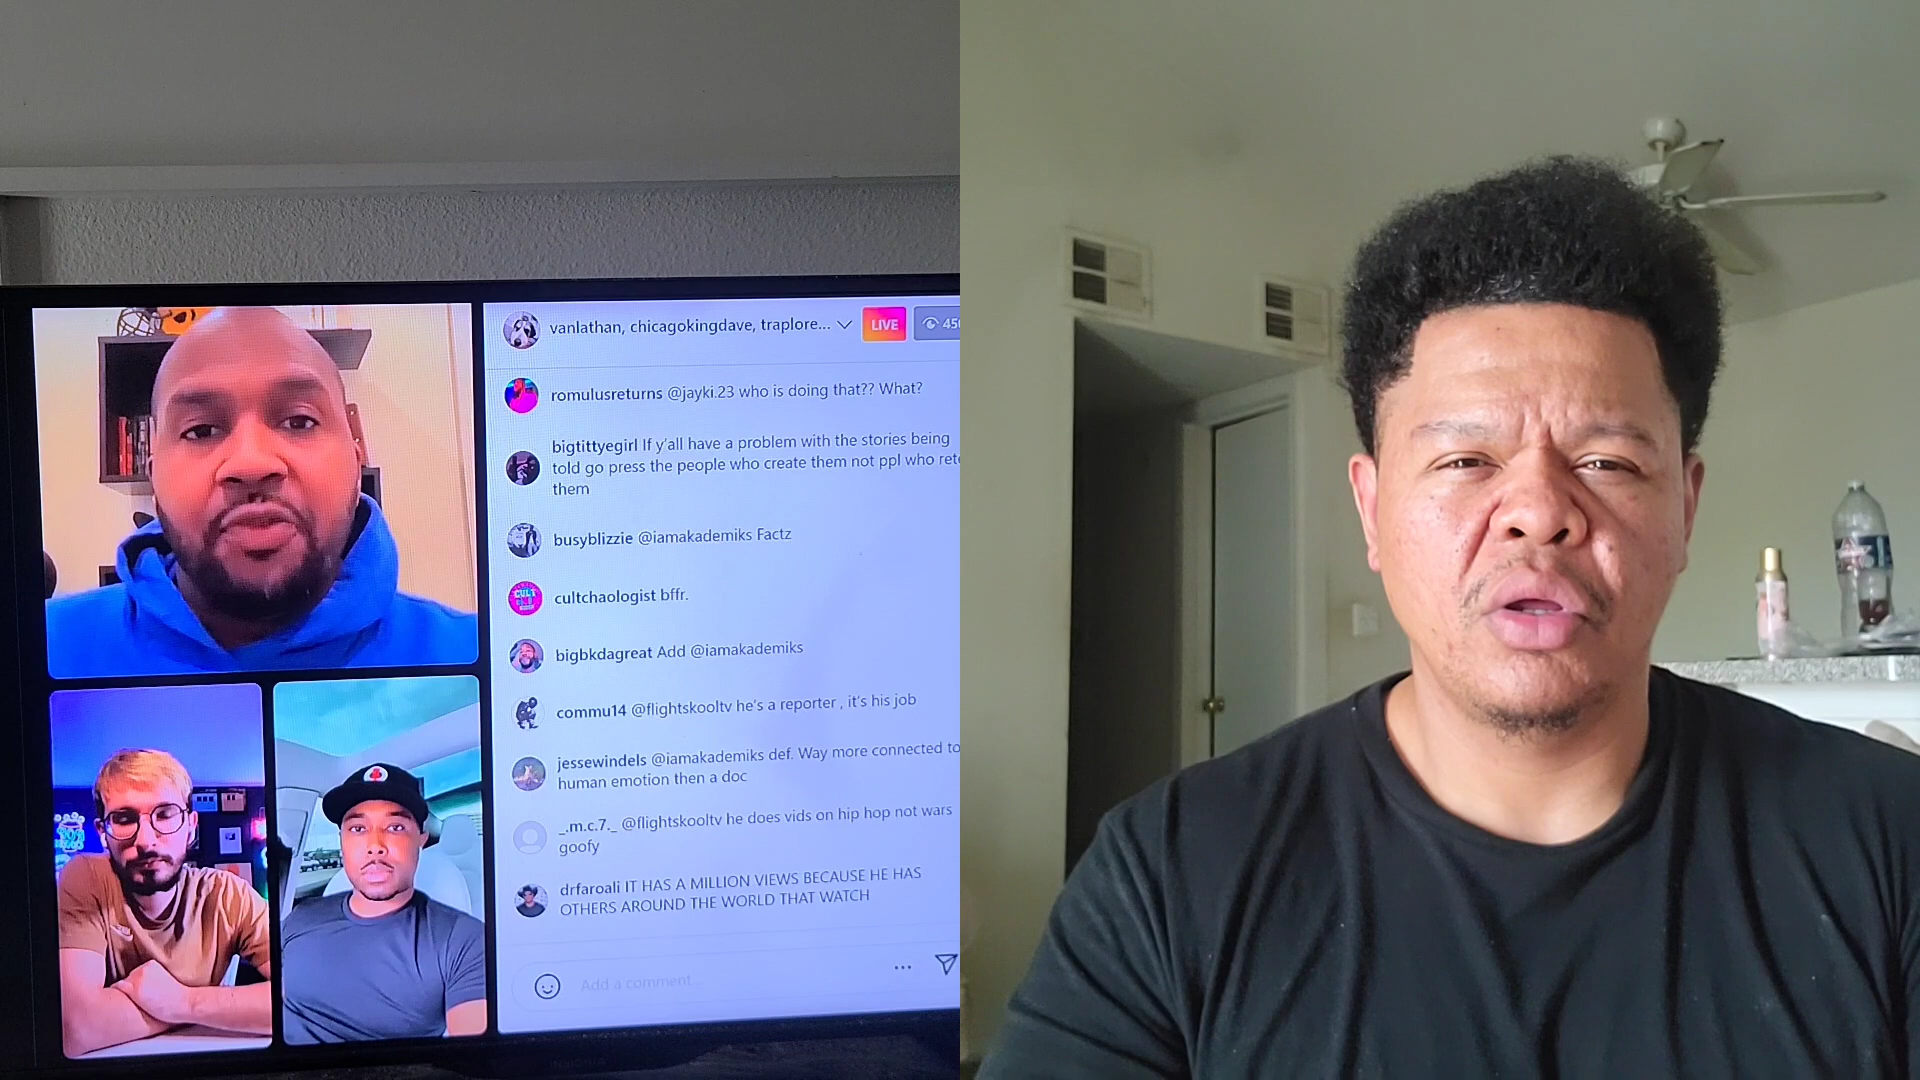 vanlathan, chicagokingdave, traplore...
LIVE
romulusreturns @jayki.23 who is doing that?? What?
bigtittyegirl If y'all have a problem with the stories being
told go press the people who create them not ppl who
them
busyblizzie @iamakademiks Factz
cultchaologist bffr.
bigbkdagreat Add @iamakademiks
commu14 @flightskooltv he's a reporter , it's his job
jessewindels @iamakademiks def. Way more connected to
human emotion then a doc
_.m.c.7._ @flightskooltv he does vids on hip hop not wars
goofy
drfaroali IT HAS A MILLION VIEWS BECAUSE HE HAS
OTHERS AROUND THE WORLD THAT WATCH
Add a comment...